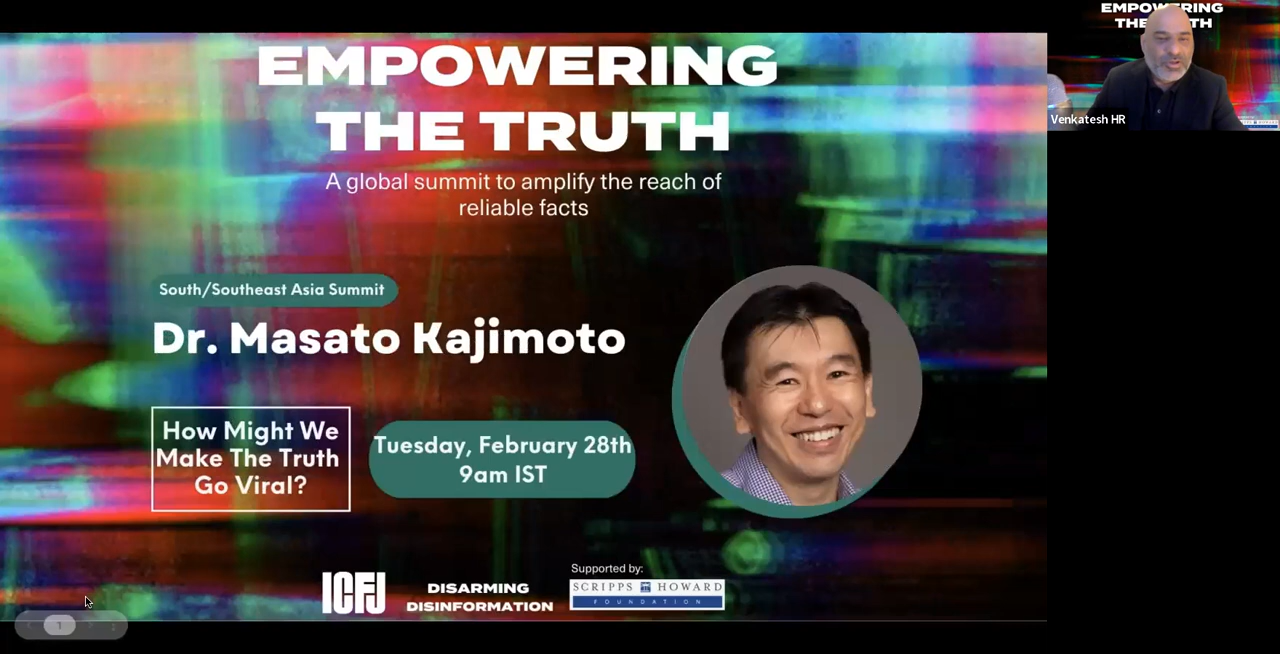 EMPOWERING
THE TRUTH
A global summit to amplify the reach of
reliable facts
South/Southeast Asia Summit
Dr. Masato Kajimoto
How Might We
Make The Truth
Go Viral?
Tuesday, February 28th
9am IST
Supported by:
ICFJ
DISARMING
DISINFORMATION
SCRIPPS HOWARD
FOUNDATION
1
EMPOWERING
Venkatesh HR